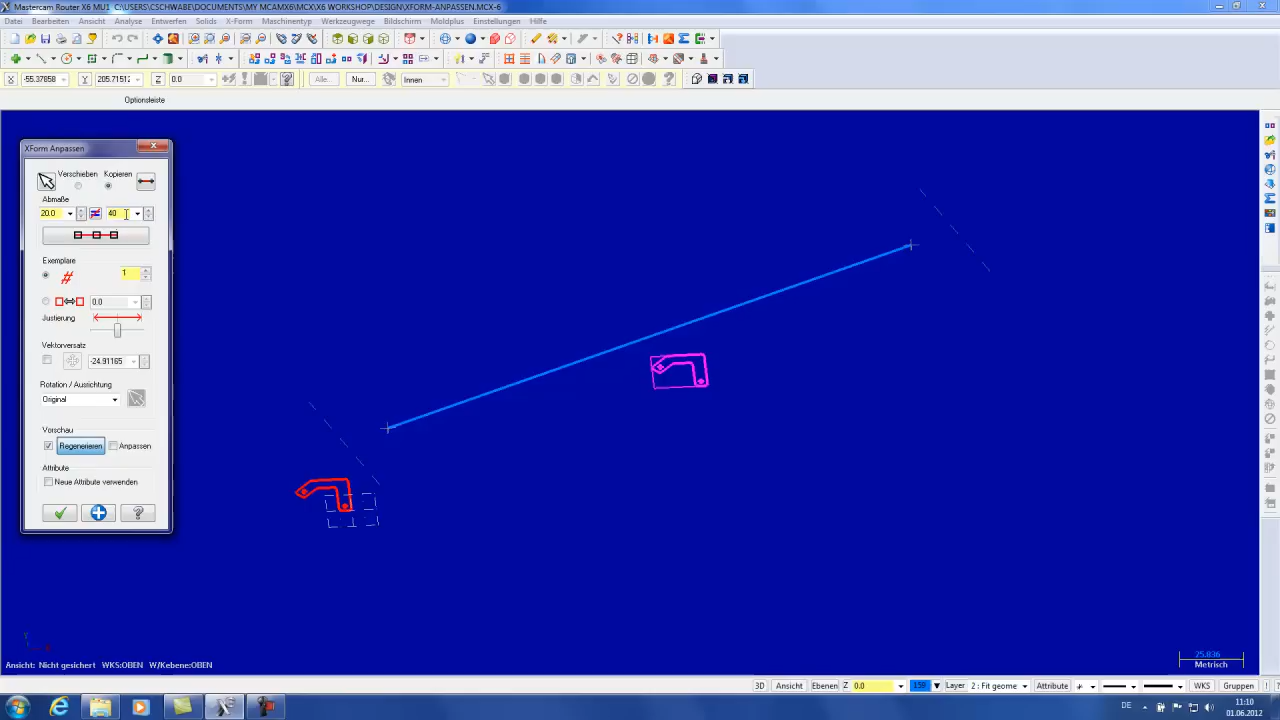 Mastercam Router X6 MU1 C:\USERS\CSCHWABE\DOCUMENTS\MY MCAMX6\MCX\X6 WORKSHOP\DESIGN\XFORM-ANPASSEN.MCX-6
Datei Bearbeiten Ansicht Analyse Entwerfen Solids X-Form Maschinentyp Werkzeugwege Bildschirm Moldplus Einstellungen Hilfe
X -55.37858 Y 205.71512 Z 0.0 Alle... Nur... Innen
Optionsleiste
XForm Anpassen
Verschieben Kopieren
Abmaße
20.0 40
Exemplare
1
0.0
Justierung
Vektorversatz
-24.91165
Rotation / Ausrichtung
Original
Vorschau
Regenerieren Anpassen
Attribute
Neue Attribute verwenden
Y
X
25.836
Metrisch
Ansicht: Nicht gesichert WKS:OBEN W/Kebene:OBEN
3D Ansicht Ebenen Z 0.0 159 Layer 2 : Fit geome Attribute WKS Gruppen
DE 11:10
01.06.2012